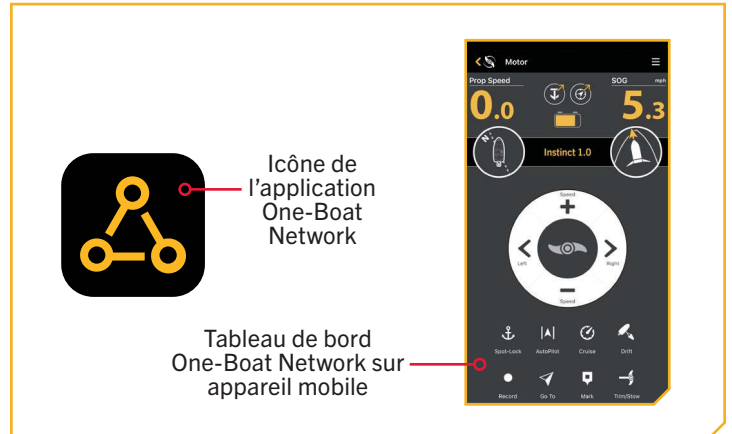 Icône de
l’application
One-Boat
Network
Tableau de bord
One-Boat Network sur
appareil mobile
Motor
Prop Speed
SOG mph
0.0
5.3
N
Instinct 1.0
Speed
+
Left
Right
–
Speed
Spot-Lock AutoPilot Cruise Drift
Record Go To Mark Trim/Stow